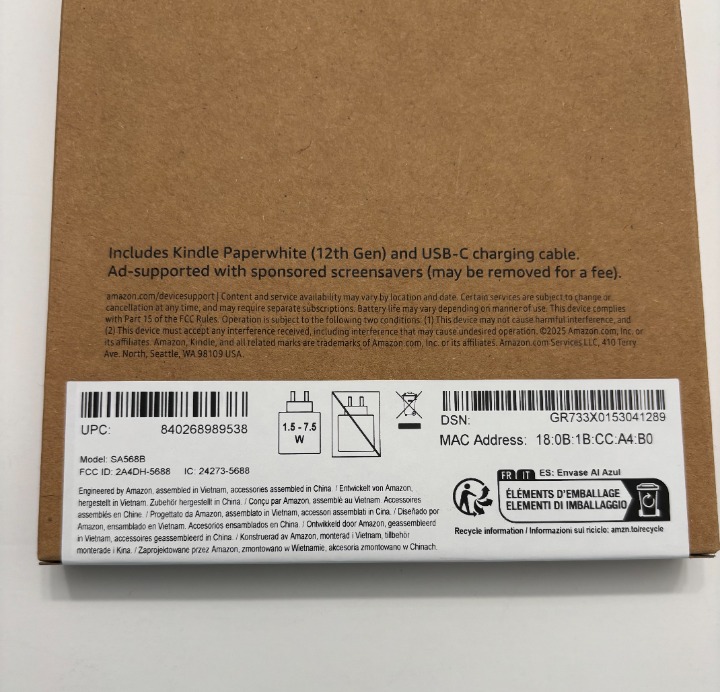 Includes Kindle Paperwhite (12th Gen) and USB-C charging cable.
Ad-supported with sponsored screensavers (may be removed for a fee).
amazon.com/devicesupport | Content and service availability may vary by location and date. Certain services are subject to change or
cancellation at any time, and may require separate subscriptions. Battery life may vary depending on manner of use. This device complies
with Part 15 of the FCC Rules. Operation is subject to the following two conditions: (1) This device may not cause harmful interference, and
(2) This device must accept any interference received, including interference that may cause undesired operation. ©2025 Amazon.com, Inc. or
its affiliates. Amazon, Kindle, and all related marks are trademarks of Amazon.com, Inc. or its affiliates. Amazon.com Services LLC, 410 Terry
Ave. North, Seattle, WA 98109 USA.
UPC: 840268989538
1.5 - 7.5
W
DSN: GR733X0153041289
MAC Address: 18:0B:1B:CC:A4:B0
Model: SA568B
FCC ID: 2A4DH-5688 IC: 24273-5688
Engineered by Amazon, assembled in Vietnam, accessories assembled in China. / Entwickelt von Amazon,
hergestellt in Vietnam. Zubehör hergestellt in China. / Conçu par Amazon, assemblé au Vietnam. Accessoires
assemblés en Chine. / Progettato da Amazon, assemblato in Vietnam, accessori assemblati in Cina. / Diseñado por
Amazon, ensamblado en Vietnam. Accesorios ensamblados en China. / Ontwikkeld door Amazon, geassembleerd
in Vietnam, accessoires geassembleerd in China. / Konstruerad av Amazon, monterad i Vietnam, tillbehör
monterade i Kina. / Zaprojektowane przez Amazon, zmontowano w Wietnamie, akcesoria zmontowano w Chinach.
FR IT ES: Envase Al Azul
ÉLÉMENTS D'EMBALLAGE
ELEMENTI DI IMBALLAGGIO
Recycle information / Informazioni sul riciclo: amzn.to/recycle